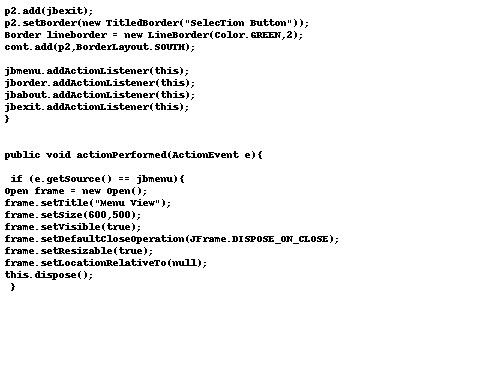 p2.add(jbexit);
p2.setBorder(new TitledBorder("SelecTion Button"));
Border lineborder = new LineBorder(Color.GREEN,2);
cont.add(p2,BorderLayout.SOUTH);
jbmenu.addActionListener(this);
jborder.addActionListener(this);
jbabout.addActionListener(this);
jbexit.addActionListener(this);
}
public void actionPerformed(ActionEvent e){
if (e.getSource() == jbmenu){
Open frame = new Open();
frame.setTitle("Menu View");
frame.setSize(600,500);
frame.setVisible(true);
frame.setDefaultCloseOperation(JFrame.DISPOSE_ON_CLOSE);
frame.setResizable(true);
frame.setLocationRelativeTo(null);
this.dispose();
}